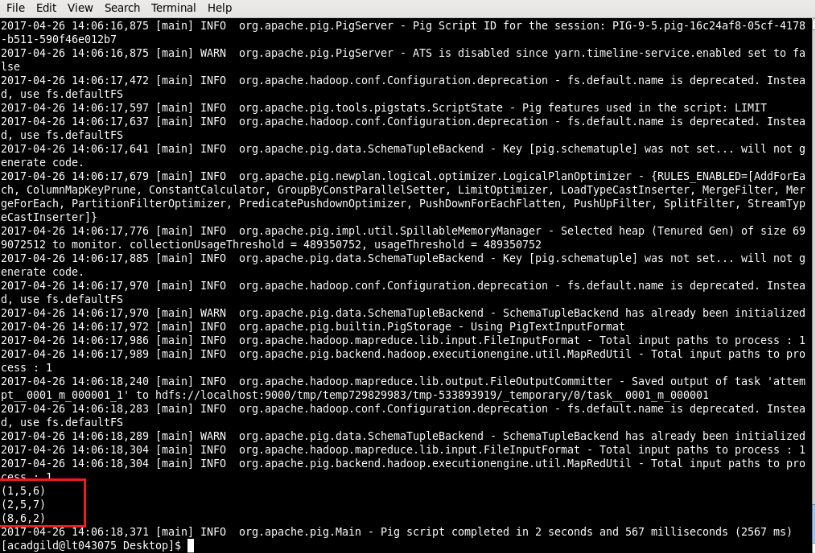 File Edit View Search Terminal Help
2017-04-26 14:06:16,875 [main] INFO  org.apache.pig.PigServer - Pig Script ID for the session: PIG-9-5.pig-16c24af8-05cf-4178
-b511-590f46e012b7
2017-04-26 14:06:16,875 [main] WARN  org.apache.pig.PigServer - ATS is disabled since yarn.timeline-service.enabled set to fa
lse
2017-04-26 14:06:17,472 [main] INFO  org.apache.hadoop.conf.Configuration.deprecation - fs.default.name is deprecated. Instea
d, use fs.defaultFS
2017-04-26 14:06:17,597 [main] INFO  org.apache.pig.tools.pigstats.ScriptState - Pig features used in the script: LIMIT
2017-04-26 14:06:17,637 [main] INFO  org.apache.hadoop.conf.Configuration.deprecation - fs.default.name is deprecated. Instea
d, use fs.defaultFS
2017-04-26 14:06:17,641 [main] INFO  org.apache.pig.data.SchemaTupleBackend - Key [pig.schematuple] was not set... will not g
enerate code.
2017-04-26 14:06:17,679 [main] INFO  org.apache.pig.newplan.logical.optimizer.LogicalPlanOptimizer - {RULES_ENABLED=[AddForEa
ch, ColumnMapKeyPrune, ConstantCalculator, GroupByConstParallelSetter, LimitOptimizer, LoadTypeCastInserter, MergeFilter, Mer
geForEach, PartitionFilterOptimizer, PredicatePushdownOptimizer, PushDownForEachFlatten, PushUpFilter, SplitFilter, StreamTyp
eCastInserter]}
2017-04-26 14:06:17,776 [main] INFO  org.apache.pig.impl.util.SpillableMemoryManager - Selected heap (Tenured Gen) of size 69
9072512 to monitor. collectionUsageThreshold = 489350752, usageThreshold = 489350752
2017-04-26 14:06:17,885 [main] INFO  org.apache.pig.data.SchemaTupleBackend - Key [pig.schematuple] was not set... will not g
enerate code.
2017-04-26 14:06:17,970 [main] INFO  org.apache.hadoop.conf.Configuration.deprecation - fs.default.name is deprecated. Instea
d, use fs.defaultFS
2017-04-26 14:06:17,970 [main] WARN  org.apache.pig.data.SchemaTupleBackend - SchemaTupleBackend has already been initialized
2017-04-26 14:06:17,972 [main] INFO  org.apache.pig.builtin.PigStorage - Using PigTextInputFormat
2017-04-26 14:06:17,986 [main] INFO  org.apache.hadoop.mapreduce.lib.input.FileInputFormat - Total input paths to process : 1
2017-04-26 14:06:17,989 [main] INFO  org.apache.pig.backend.hadoop.executionengine.util.MapRedUtil - Total input paths to pro
cess : 1
2017-04-26 14:06:18,240 [main] INFO  org.apache.hadoop.mapreduce.lib.output.FileOutputCommitter - Saved output of task 'attem
pt__0001_m_000001_1' to hdfs://localhost:9000/tmp/temp729829983/tmp-533893919/_temporary/0/task__0001_m_000001
2017-04-26 14:06:18,283 [main] INFO  org.apache.hadoop.conf.Configuration.deprecation - fs.default.name is deprecated. Instea
d, use fs.defaultFS
2017-04-26 14:06:18,289 [main] WARN  org.apache.pig.data.SchemaTupleBackend - SchemaTupleBackend has already been initialized
2017-04-26 14:06:18,304 [main] INFO  org.apache.hadoop.mapreduce.lib.input.FileInputFormat - Total input paths to process : 1
2017-04-26 14:06:18,304 [main] INFO  org.apache.pig.backend.hadoop.executionengine.util.MapRedUtil - Total input paths to pro
cess : 1
(1,5,6)
(2,5,7)
(8,6,2)
2017-04-26 14:06:18,371 [main] INFO  org.apache.pig.Main - Pig script completed in 2 seconds and 567 milliseconds (2567 ms)
[acadgild@lt043075 Desktop]$